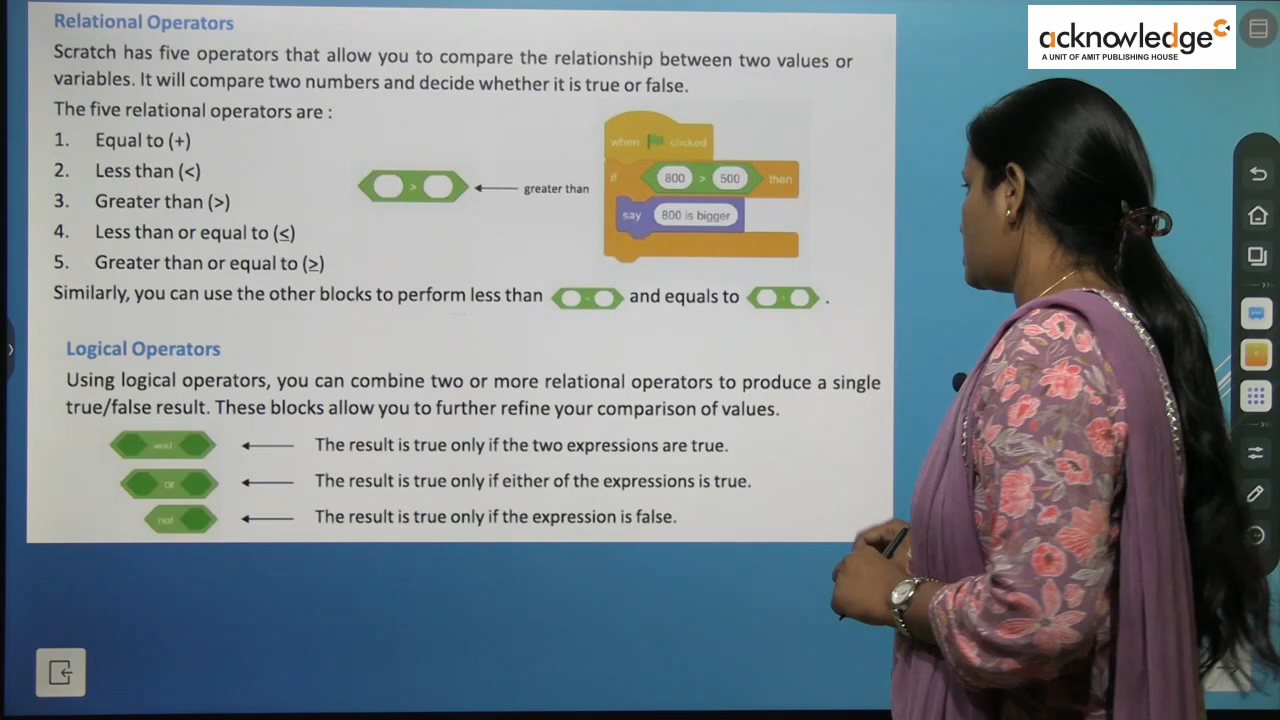 acknowledge
A UNIT OF AMIT PUBLISHING HOUSE
Relational Operators
Scratch has five operators that allow you to compare the relationship between two values or
variables. It will compare two numbers and decide whether it is true or false.
The five relational operators are :
1. Equal to (+)
2. Less than (<)
3. Greater than (>)
4. Less than or equal to (≤)
5. Greater than or equal to (≥)
>
greater than
when clicked
if 800 > 500 then
say 800 is bigger
Similarly, you can use the other blocks to perform less than and equals to .
Logical Operators
Using logical operators, you can combine two or more relational operators to produce a single
true/false result. These blocks allow you to further refine your comparison of values.
and The result is true only if the two expressions are true.
or The result is true only if either of the expressions is true.
not The result is true only if the expression is false.